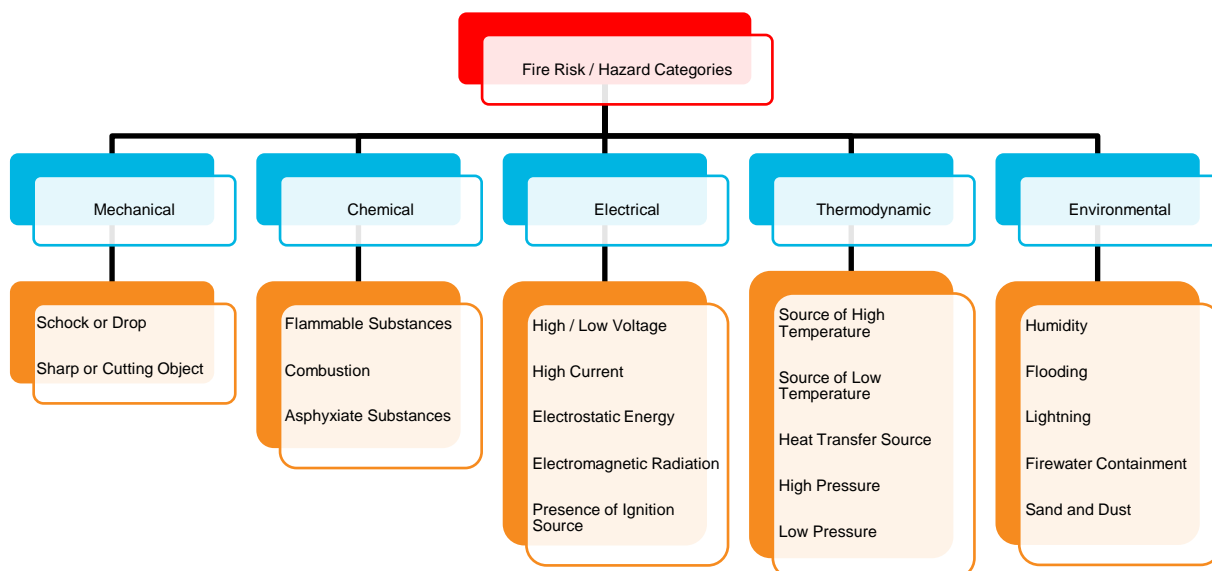 Fire Risk / Hazard Categories
Mechanical
Chemical
Electrical
Thermodynamic
Environmental
Schock or Drop
Sharp or Cutting Object
Flammable Substances
Combustion
Asphyxiate Substances
High / Low Voltage
High Current
Electrostatic Energy
Electromagnetic Radiation
Presence of Ignition
Source
Source of High
Temperature
Source of Low
Temperature
Heat Transfer Source
High Pressure
Low Pressure
Humidity
Flooding
Lightning
Firewater Containment
Sand and Dust